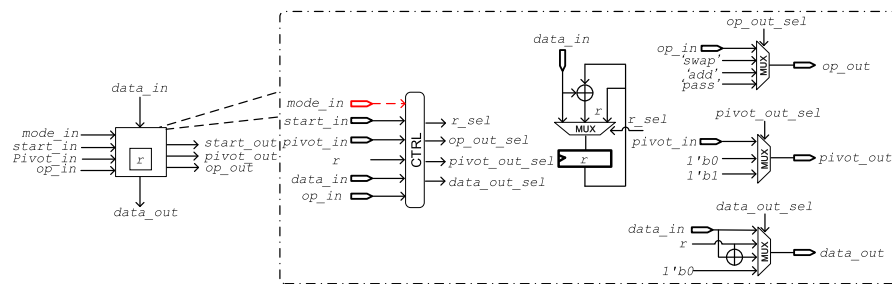 data_in
mode_in
start_in
Pivot_in
op_in
r
start_out
pivot_out
op_out
data_out
mode_in
start_in
pivot_in
r
data_in
op_in
CTRL
r_sel
op_out_sel
pivot_out_sel
data_out_sel
data_in
r
r_sel
MUX
r
op_out_sel
op_in
'swap'
'add'
'pass'
MUX
op_out
pivot_out_sel
pivot_in
1'b0
1'b1
MUX
pivot_out
data_out_sel
data_in
r
1'b0
MUX
data_out